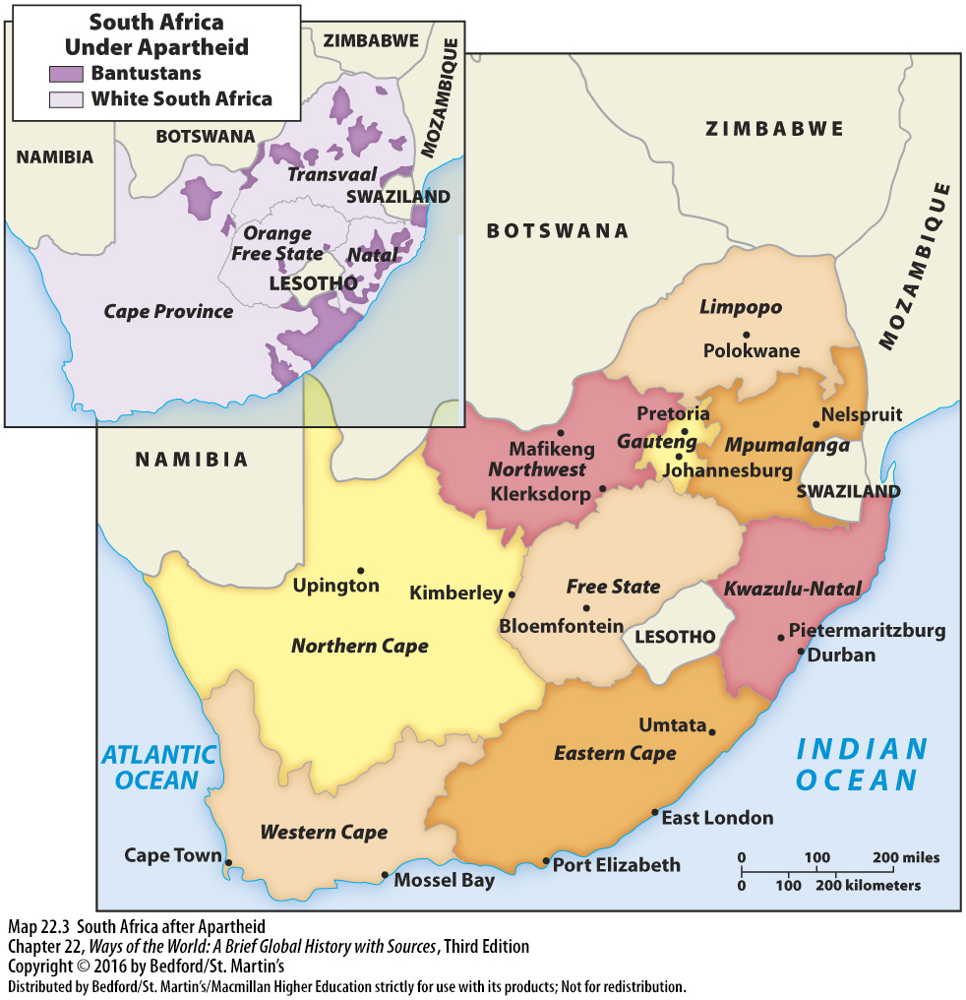 South Africa
Under Apartheid
Bantustans
White South Africa
ZIMBABWE
MOZAMBIQUE
BOTSWANA
NAMIBIA
Transvaal
SWAZILAND
Orange
Free State
Natal
LESOTHO
Cape Province
ZIMBABWE
BOTSWANA
MOZAMBIQUE
Limpopo
Polokwane
Pretoria
Nelspruit
Gauteng
Mpumalanga
Mafikeng
Northwest
Johannesburg
Klerksdorp
SWAZILAND
NAMIBIA
Upington
Kimberley
Free State
Kwazulu-Natal
Bloemfontein
LESOTHO
Pietermaritzburg
Durban
Northern Cape
Umtata
Eastern Cape
ATLANTIC
OCEAN
INDIAN
OCEAN
East London
Western Cape
Cape Town
Port Elizabeth
Mossel Bay
0 100 200 miles
0 100 200 kilometers
Map 22.3 South Africa after Apartheid
Chapter 22, Ways of the World: A Brief Global History with Sources, Third Edition
Copyright © 2016 by Bedford/St. Martin's
Distributed by Bedford/St. Martin's/Macmillan Higher Education strictly for use with its products; Not for redistribution.